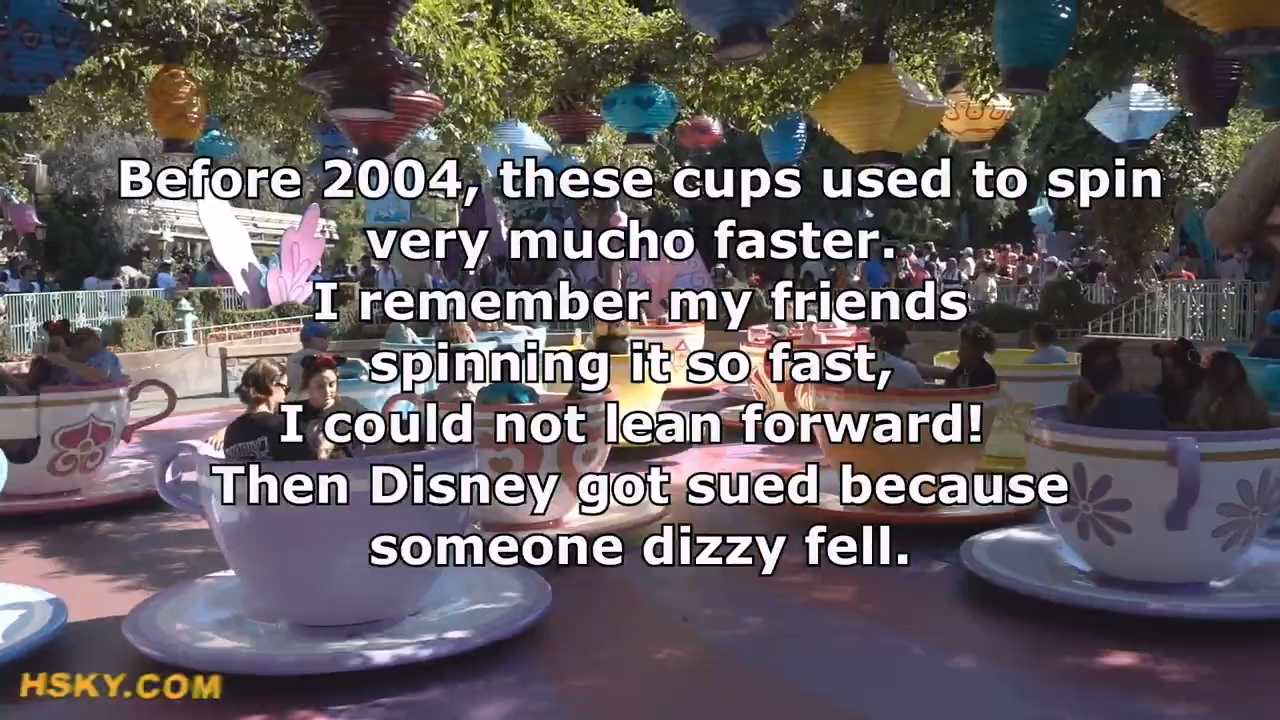 Before 2004, these cups used to spin
very mucho faster.
I remember my friends
spinning it so fast,
I could not lean forward!
Then Disney got sued because
someone dizzy fell.
HSKY.COM